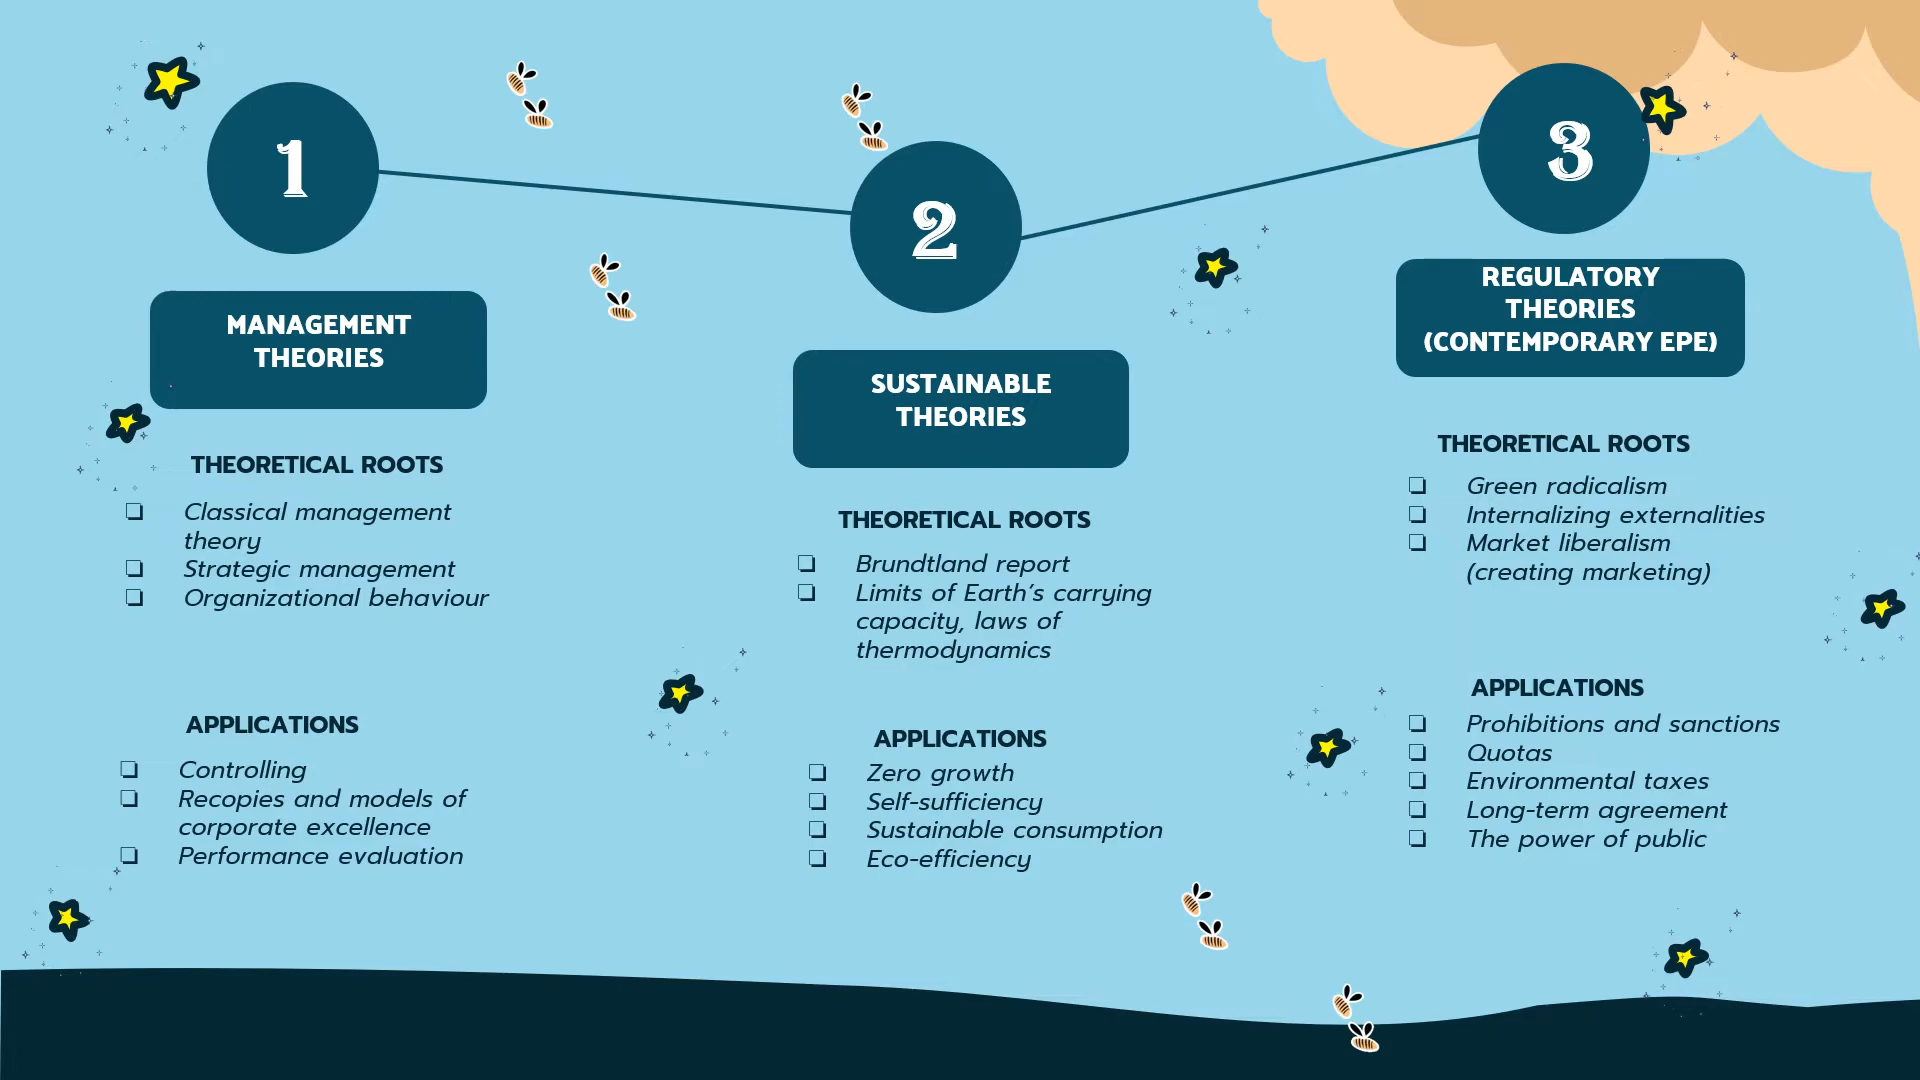 1
MANAGEMENT
THEORIES
THEORETICAL ROOTS
❏ Classical management
theory
❏ Strategic management
❏ Organizational behaviour
APPLICATIONS
❏ Controlling
❏ Recopies and models of
corporate excellence
❏ Performance evaluation
2
SUSTAINABLE
THEORIES
THEORETICAL ROOTS
❏ Brundtland report
❏ Limits of Earth’s carrying
capacity, laws of
thermodynamics
APPLICATIONS
❏ Zero growth
❏ Self-sufficiency
❏ Sustainable consumption
❏ Eco-efficiency
3
REGULATORY
THEORIES
(CONTEMPORARY EPE)
THEORETICAL ROOTS
❏ Green radicalism
❏ Internalizing externalities
❏ Market liberalism
(creating marketing)
APPLICATIONS
❏ Prohibitions and sanctions
❏ Quotas
❏ Environmental taxes
❏ Long-term agreement
❏ The power of public